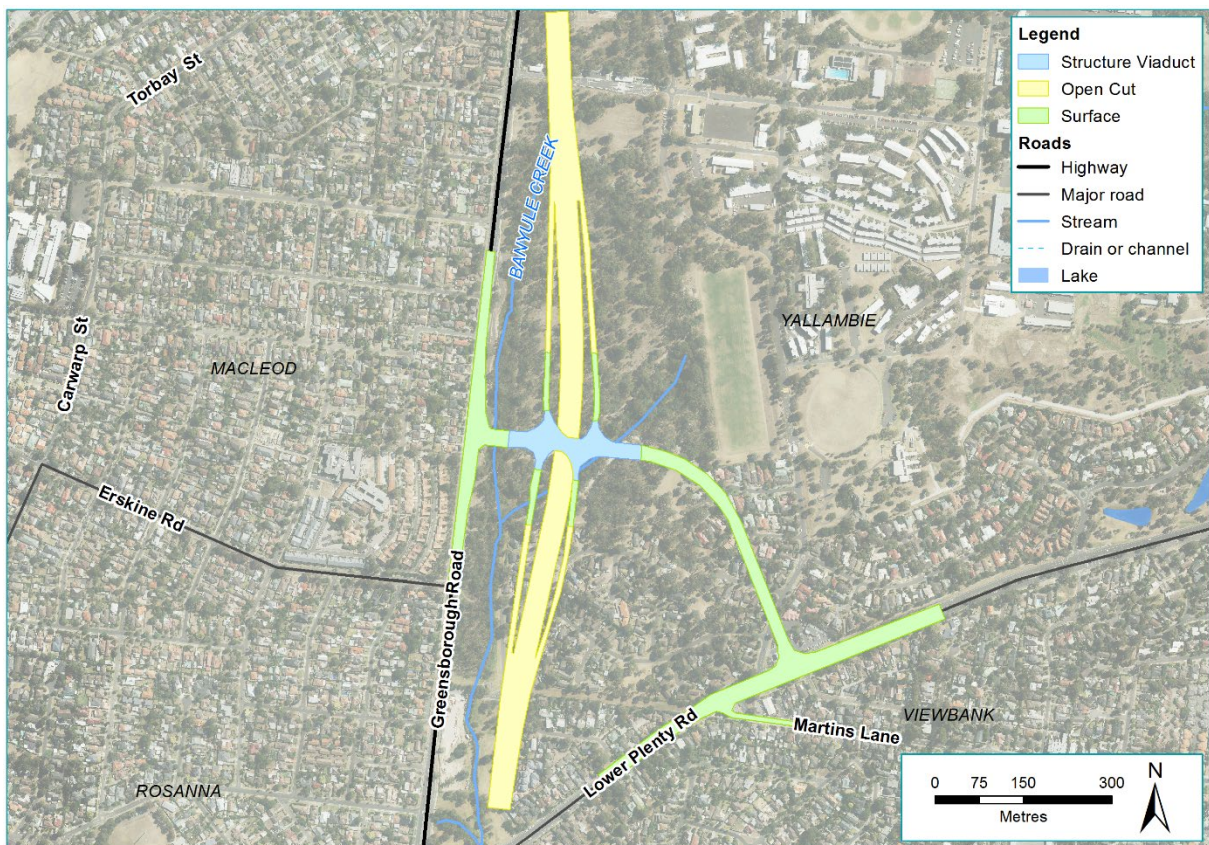 Torbay St
BANYULE CREEK
Carwarp St
MACLEOD
YALLAMBIE
Erskine Rd
Greensborough Road
Lower Plenty Rd
Martins Lane
VIEWBANK
ROSANNA
Legend
Structure Viaduct
Open Cut
Surface
Roads
Highway
Major road
Stream
Drain or channel
Lake
0 75 150 300
Metres
N